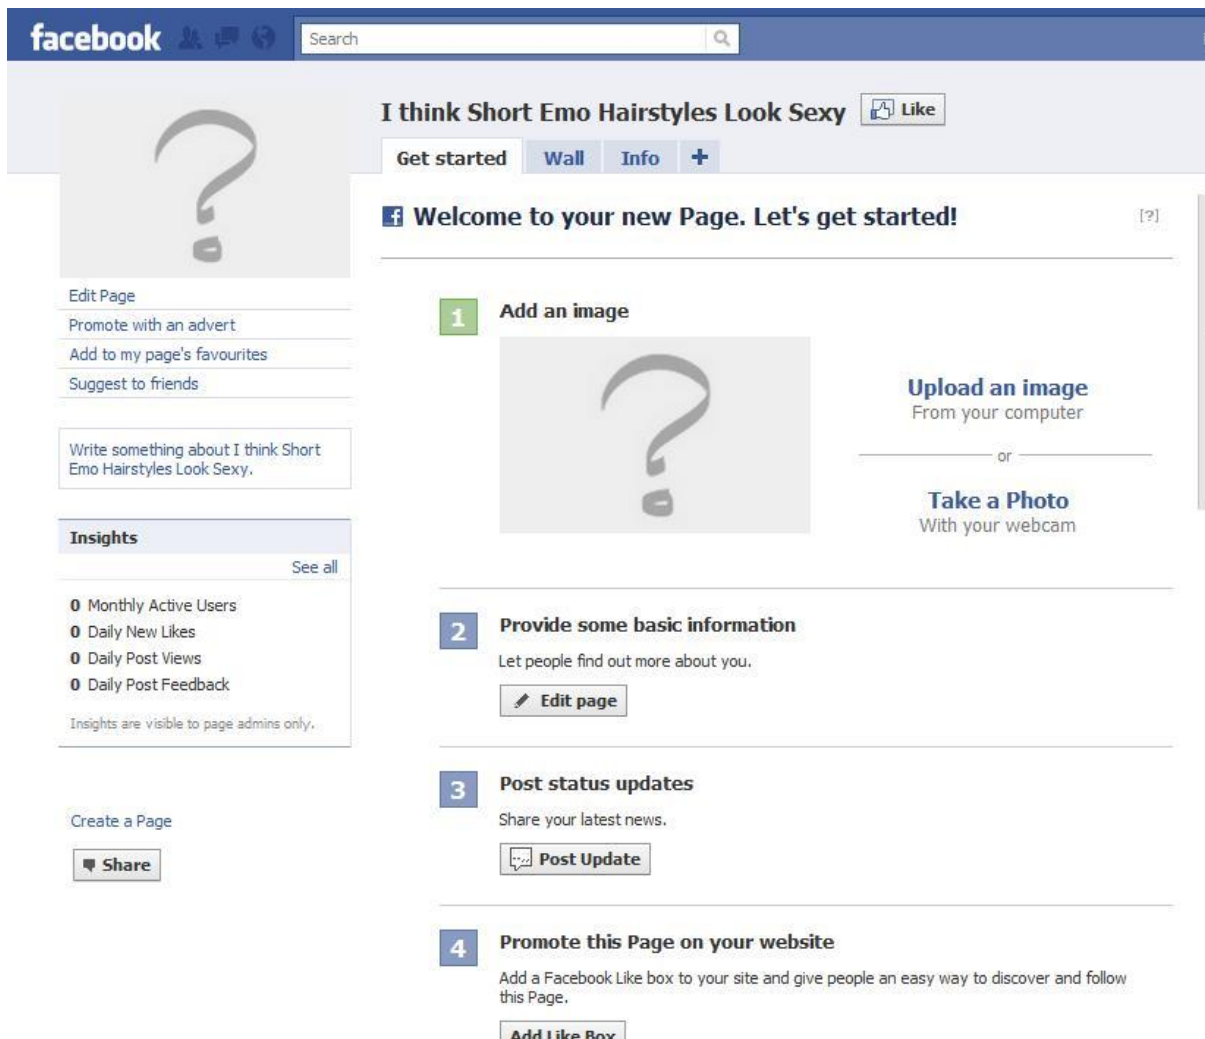 facebook
Search
I think Short Emo Hairstyles Look Sexy
Like
Get started Wall Info +
Welcome to your new Page. Let's get started!
[?]
Edit Page
Promote with an advert
Add to my page's favourites
Suggest to friends
Write something about I think Short
Emo Hairstyles Look Sexy.
Insights
See all
0 Monthly Active Users
0 Daily New Likes
0 Daily Post Views
0 Daily Post Feedback
Insights are visible to page admins only.
Create a Page
Share
1 Add an image
Upload an image
From your computer
or
Take a Photo
With your webcam
2 Provide some basic information
Let people find out more about you.
Edit page
3 Post status updates
Share your latest news.
Post Update
4 Promote this Page on your website
Add a Facebook Like box to your site and give people an easy way to discover and follow
this Page.
Add Like Box